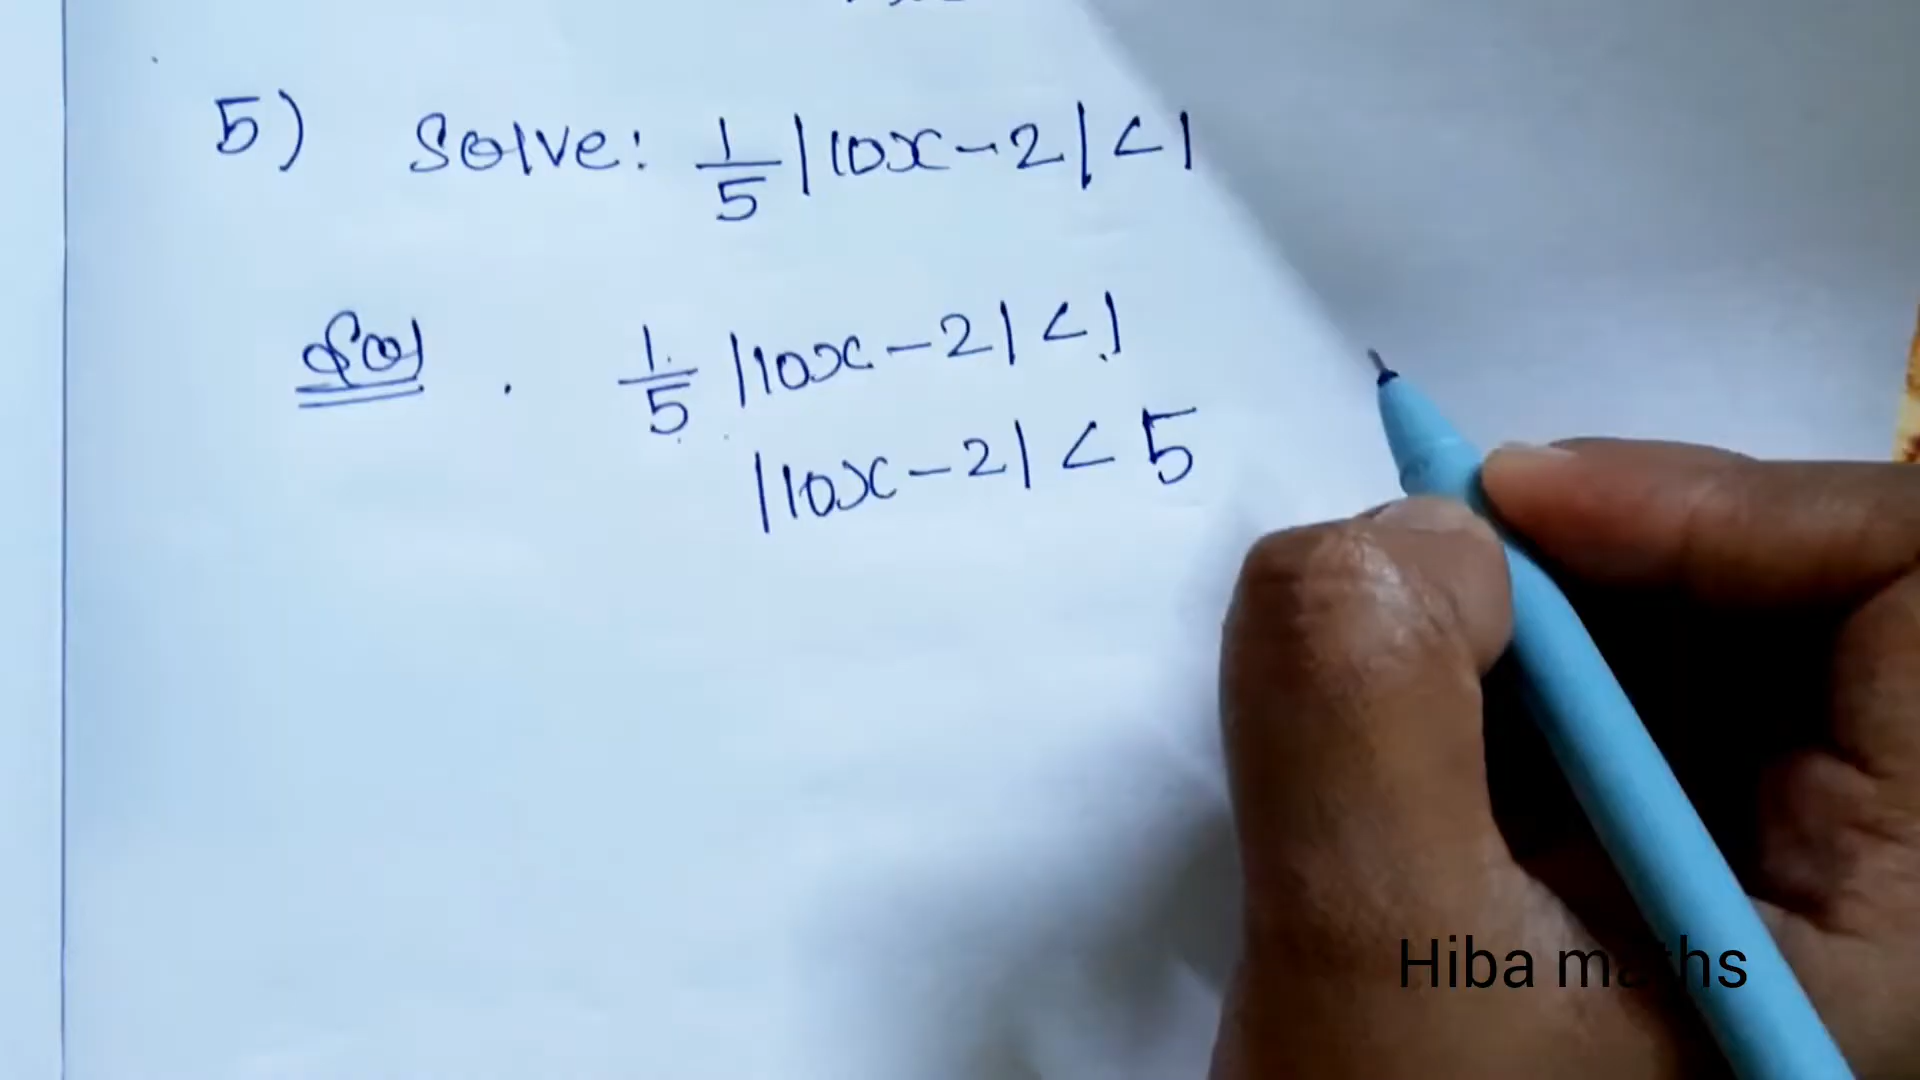 5) Solve: 1/5 |10x-2| < 1
Sol
1/5 |10x-2| < 1
|10x-2| < 5
Hiba maths